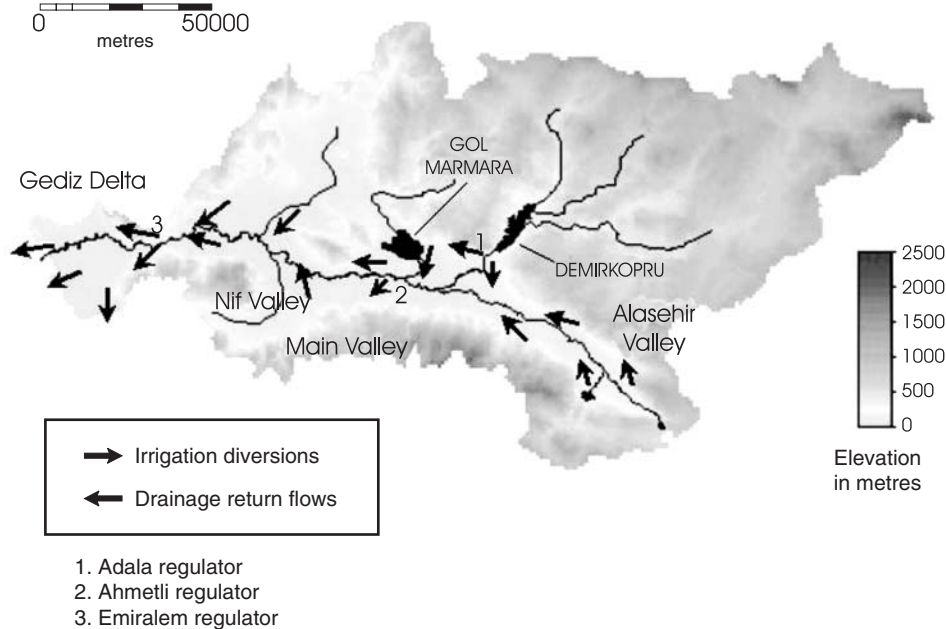 0 50000
metres
GOL
MARMARA
Gediz Delta
3
1
DEMIRKOPRU
2500
2000
1500
1000
500
0
Nif Valley
2
Alasehir
Valley
Main Valley
Elevation
in metres
Irrigation diversions
Drainage return flows
1. Adala regulator
2. Ahmetli regulator
3. Emiralem regulator